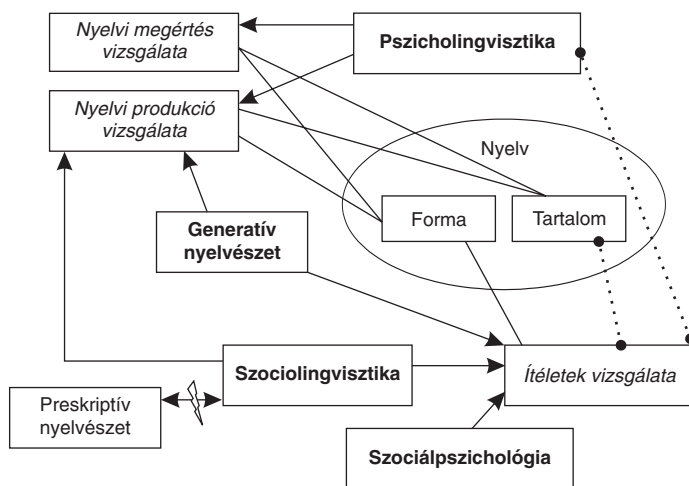 Nyelvi megértés
vizsgálata
Pszicholingvisztika
Nyelvi produkció
vizsgálata
Nyelv
Forma
Tartalom
Generatív
nyelvészet
Szociolingvisztika
Ítéletek vizsgálata
Preskriptív
nyelvészet
Szociálpszichológia